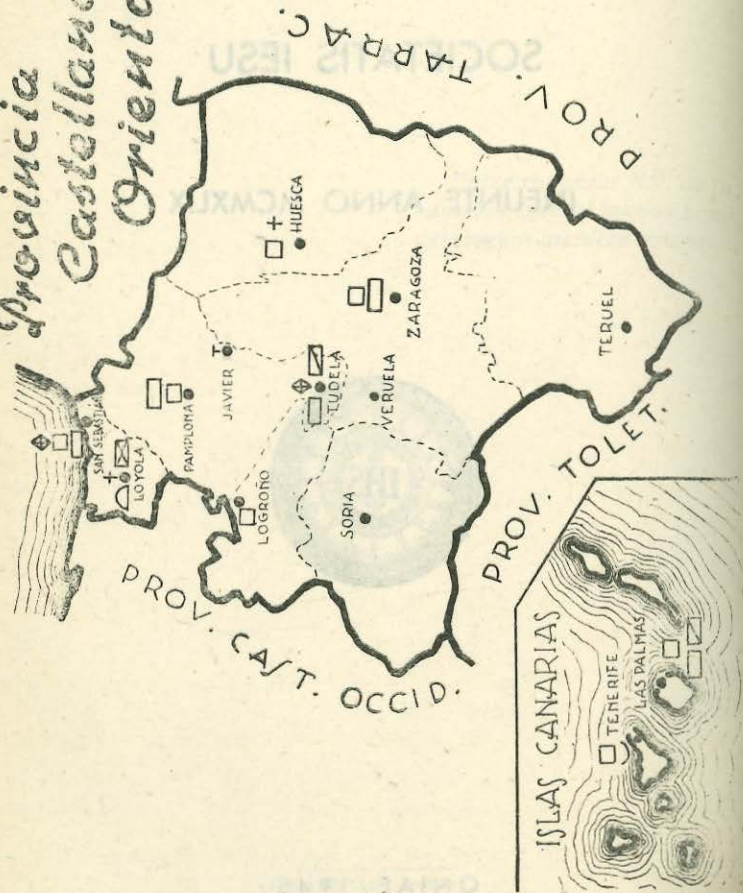 Provincia
Castellana
Oriental
PROV. TARRAC.
SAN SEBASTIAN
LOYOLA
PAMPLONA
JAVIER
HUESCA
LOGROÑO
TUDELA
ZARAGOZA
VERUELA
SORIA
TERUEL
PROV. CAST. OCCID.
PROV. TOLET.
ISLAS CANARIAS
TENERIFE
LAS PALMAS
SOCIETATIS IESU
INEUNTE ANNO MCMXLIX